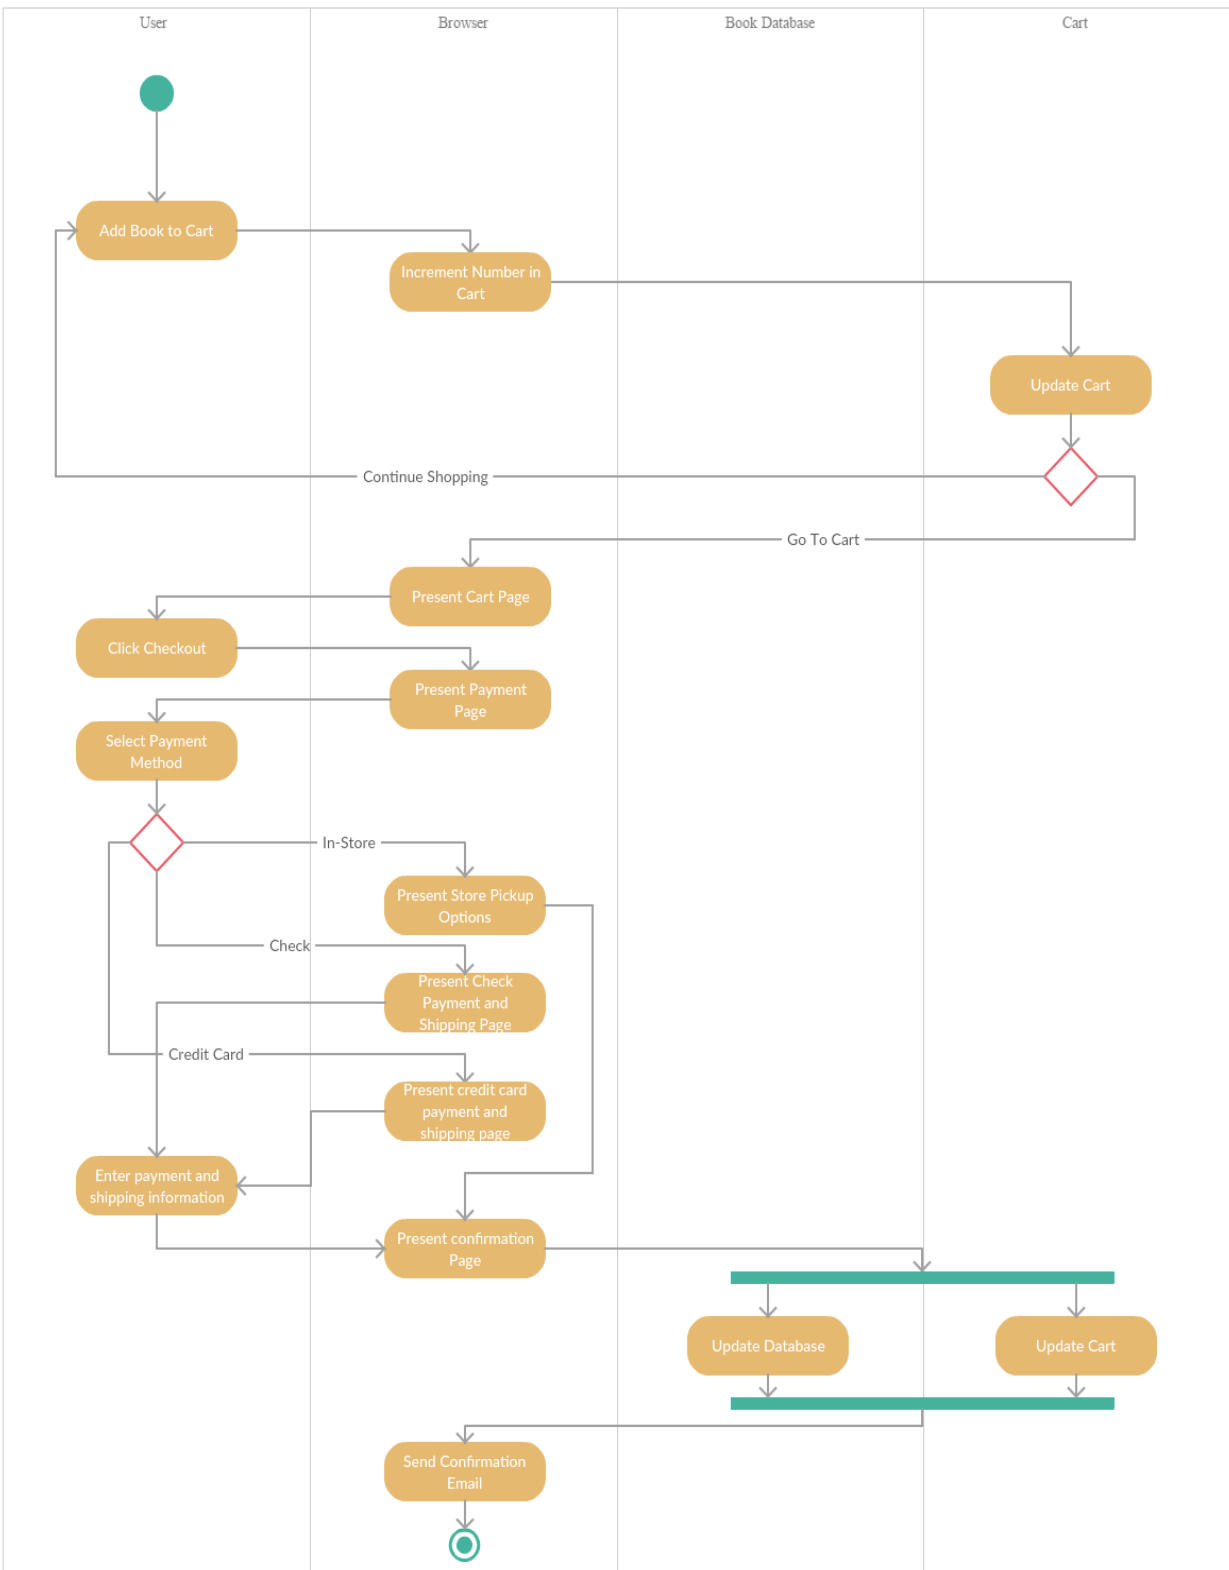 User
Browser
Book Database
Cart
Add Book to Cart
Increment Number in
Cart
Update Cart
Continue Shopping
Go To Cart
Present Cart Page
Click Checkout
Present Payment
Page
Select Payment
Method
In-Store
Present Store Pickup
Options
Check
Present Check
Payment and
Shipping Page
Credit Card
Present credit card
payment and
shipping page
Enter payment and
shipping information
Present confirmation
Page
Update Database
Update Cart
Send Confirmation
Email